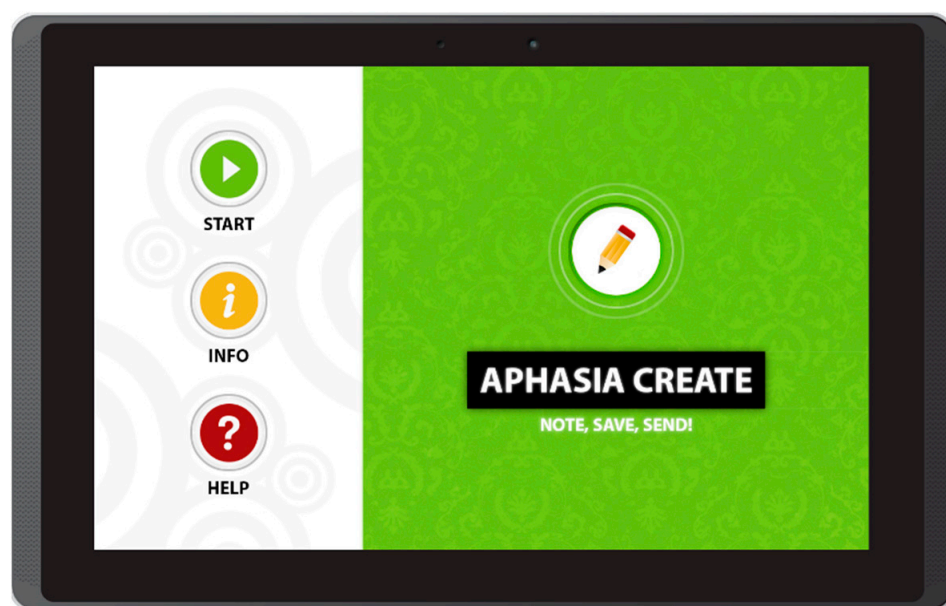 START
INFO
HELP
APHASIA CREATE
NOTE, SAVE, SEND!